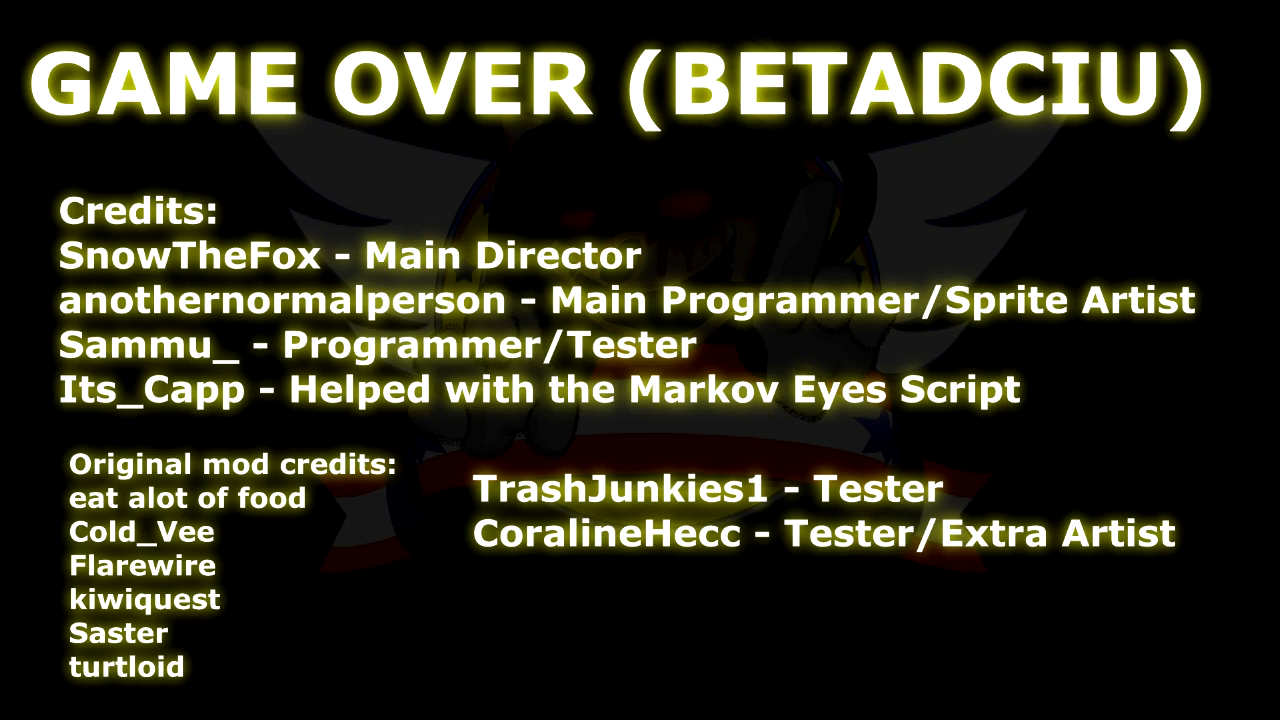 GAME OVER (BETADCIU)
Credits:
SnowTheFox - Main Director
anothernormalperson - Main Programmer/Sprite Artist
Sammu_ - Programmer/Tester
Its_Capp - Helped with the Markov Eyes Script
Original mod credits:
eat alot of food
Cold_Vee
Flarewire
kiwiquest
Saster
turtloid
TrashJunkies1 - Tester
CoralineHecc - Tester/Extra Artist